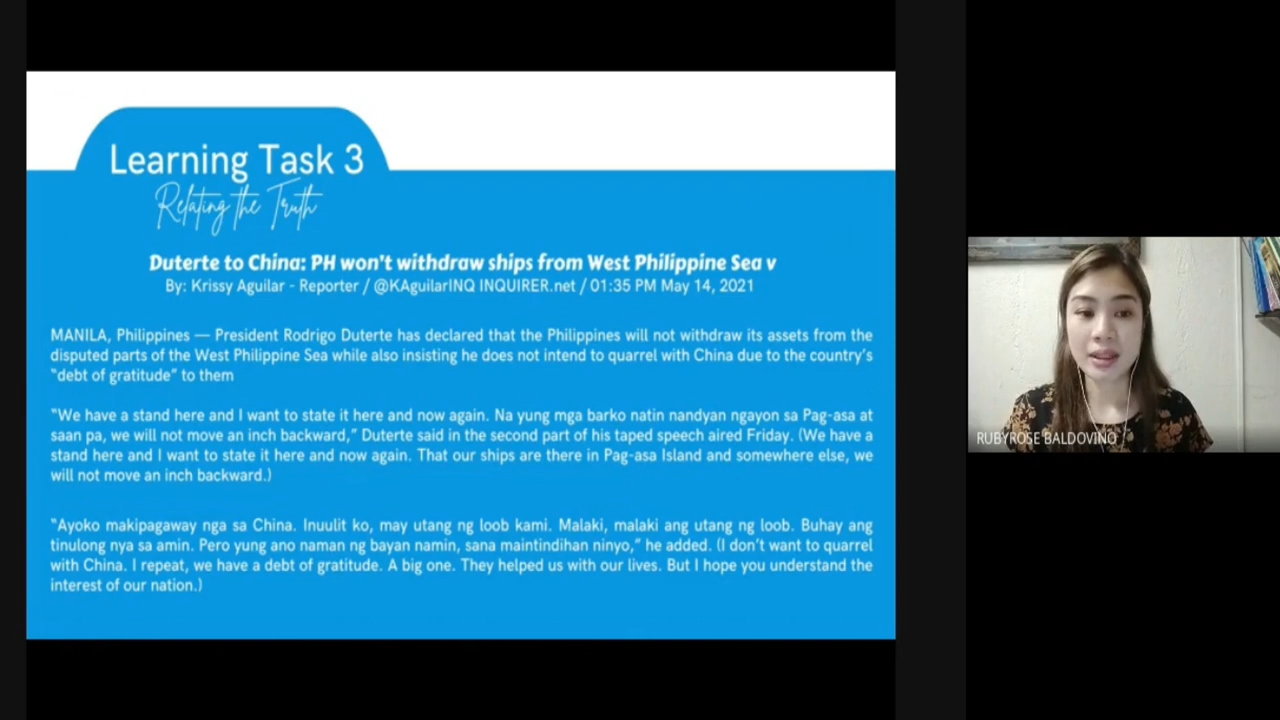 Learning Task 3
Relating the Truth
Duterte to China: PH won't withdraw ships from West Philippine Sea v
By: Krissy Aguilar - Reporter / @KAguilarINQ INQUIRER.net / 01:35 PM May 14, 2021
MANILA, Philippines — President Rodrigo Duterte has declared that the Philippines will not withdraw its assets from the
disputed parts of the West Philippine Sea while also insisting he does not intend to quarrel with China due to the country's
"debt of gratitude" to them
"We have a stand here and I want to state it here and now again. Na yung mga barko natin nandyan ngayon sa Pag-asa at
saan pa, we will not move an inch backward," Duterte said in the second part of his taped speech aired Friday. (We have a
stand here and I want to state it here and now again. That our ships are there in Pag-asa Island and somewhere else, we
will not move an inch backward.)
"Ayoko makipagaway nga sa China. Inuulit ko, may utang ng loob kami. Malaki, malaki ang utang ng loob. Buhay ang
tinulong nya sa amin. Pero yung ano naman ng bayan namin, sana maintindihan ninyo," he added. (I don't want to quarrel
with China. I repeat, we have a debt of gratitude. A big one. They helped us with our lives. But I hope you understand the
interest of our nation.)
RUBYROSE BALDOVINO